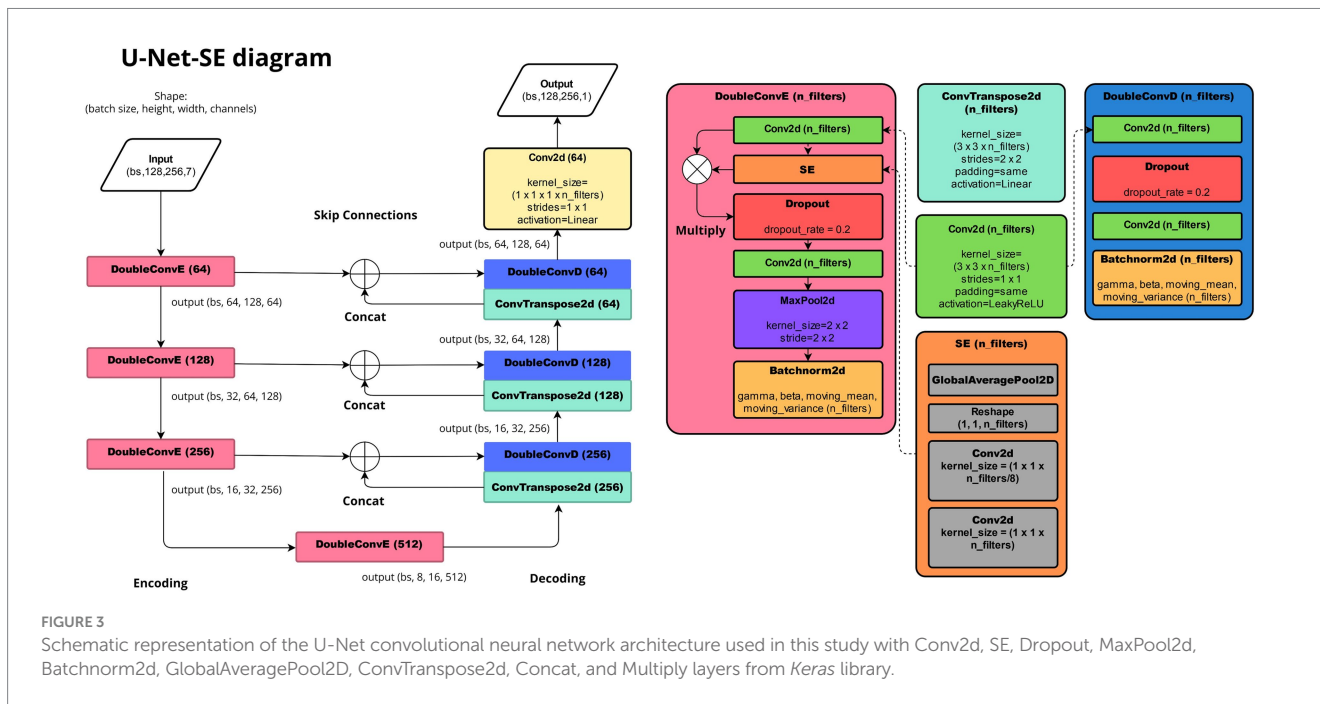 U-Net-SE diagram
Shape:
(batch size, height, width, channels)
Input
(bs,128,256,7)
DoubleConvE (64)
output (bs, 64, 128, 64)
DoubleConvE (128)
output (bs, 32, 64, 128)
DoubleConvE (256)
output (bs, 16, 32, 256)
DoubleConvE (512)
output (bs, 8, 16, 512)
Encoding
Decoding
Skip Connections
Concat
Concat
Concat
Output
(bs,128,256,1)
Conv2d (64)
kernel_size=
(1 x 1 x 1 x n_filters)
strides=1 x 1
activation=Linear
output (bs, 64, 128, 64)
DoubleConvD (64)
ConvTranspose2d (64)
output (bs, 32, 64, 128)
DoubleConvD (128)
ConvTranspose2d (128)
output (bs, 16, 32, 256)
DoubleConvD (256)
ConvTranspose2d (256)
DoubleConvE (n_filters)
Conv2d (n_filters)
SE
Multiply
Dropout
dropout_rate = 0.2
Conv2d (n_filters)
MaxPool2d
kernel_size=2 x 2
stride=2 x 2
Batchnorm2d
gamma, beta, moving_mean,
moving_variance (n_filters)
ConvTranspose2d
(n_filters)
kernel_size=
(3 x 3 x n_filters)
strides=2 x 2
padding=same
activation=Linear
Conv2d (n_filters)
kernel_size=
(3 x 3 x n_filters)
strides=1 x 1
padding=same
activation=LeakyReLU
SE (n_filters)
GlobalAveragePool2D
Reshape
(1, 1, n_filters)
Conv2d
kernel_size = (1 x 1 x
n_filters/8)
Conv2d
kernel_size = (1 x 1 x
n_filters)
DoubleConvD (n_filters)
Conv2d (n_filters)
Dropout
dropout_rate = 0.2
Conv2d (n_filters)
Batchnorm2d (n_filters)
gamma, beta, moving_mean,
moving_variance (n_filters)
FIGURE 3
Schematic representation of the U-Net convolutional neural network architecture used in this study with Conv2d, SE, Dropout, MaxPool2d,
Batchnorm2d, GlobalAveragePool2D, ConvTranspose2d, Concat, and Multiply layers from Keras library.